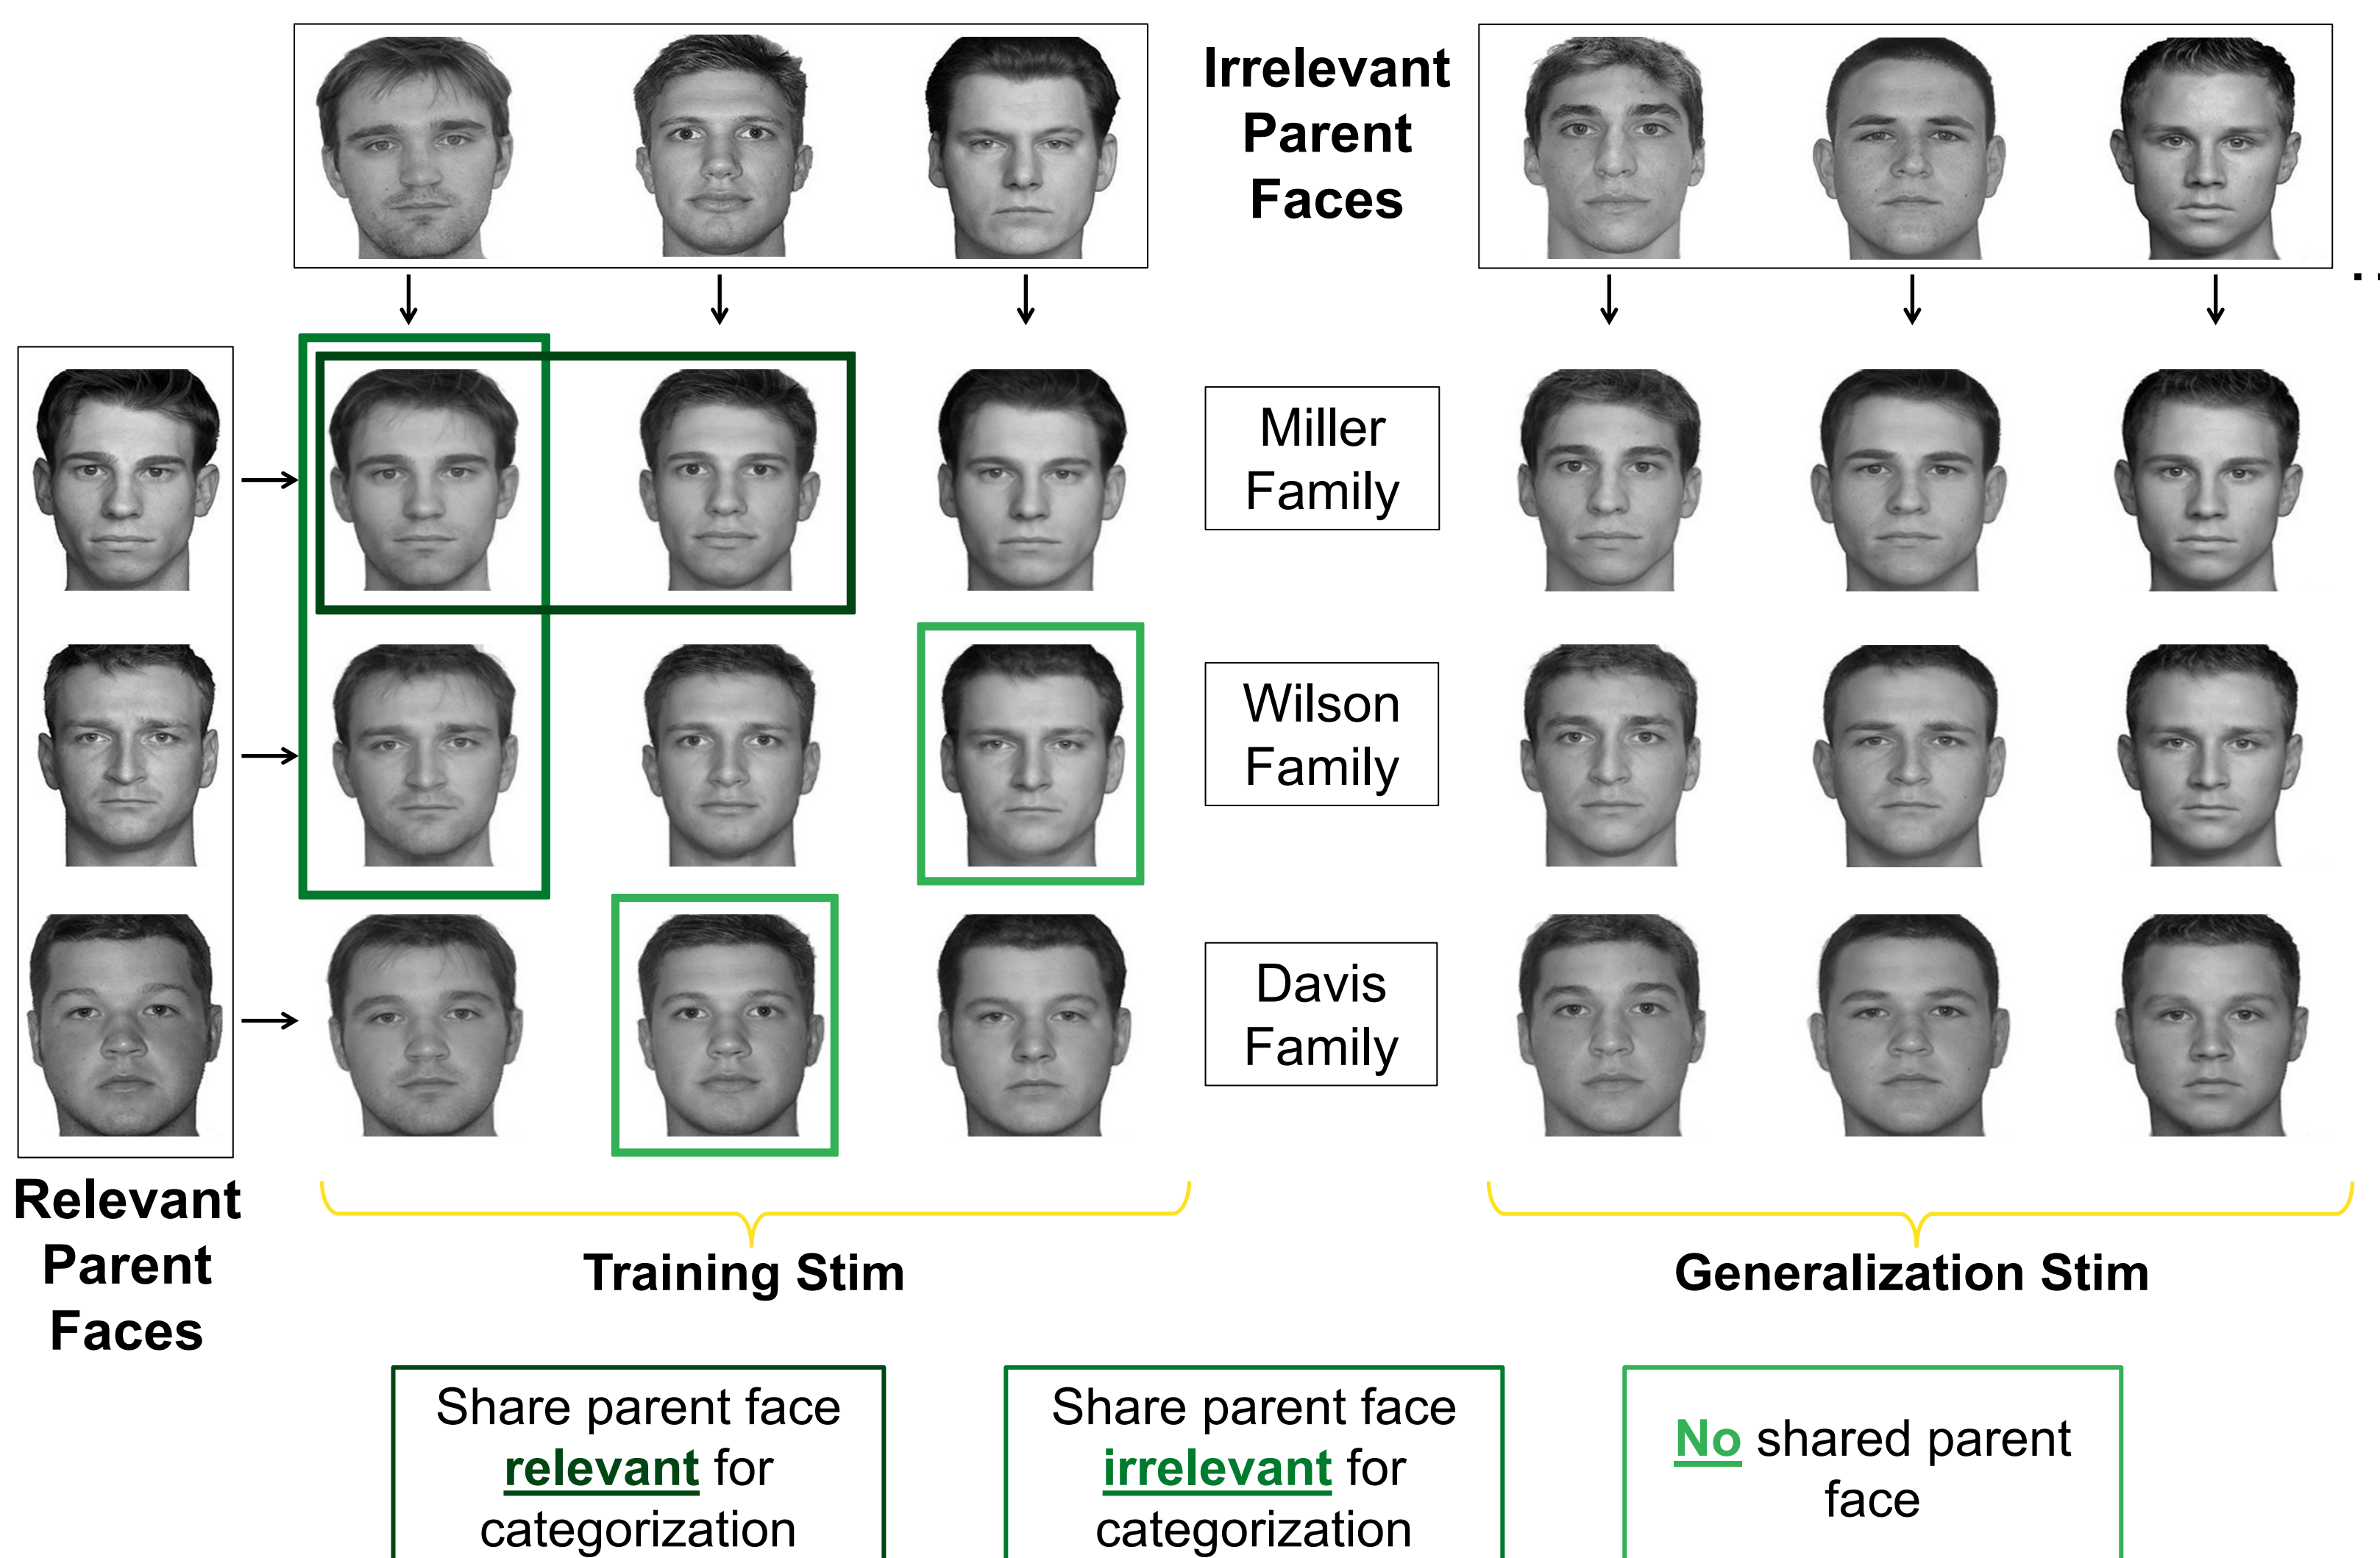 Irrelevant
Parent
Faces
...
Miller
Family
Wilson
Family
Davis
Family
Relevant
Parent
Faces
Training Stim
Generalization Stim
Share parent face
relevant for
categorization
Share parent face
irrelevant for
categorization
No shared parent
face